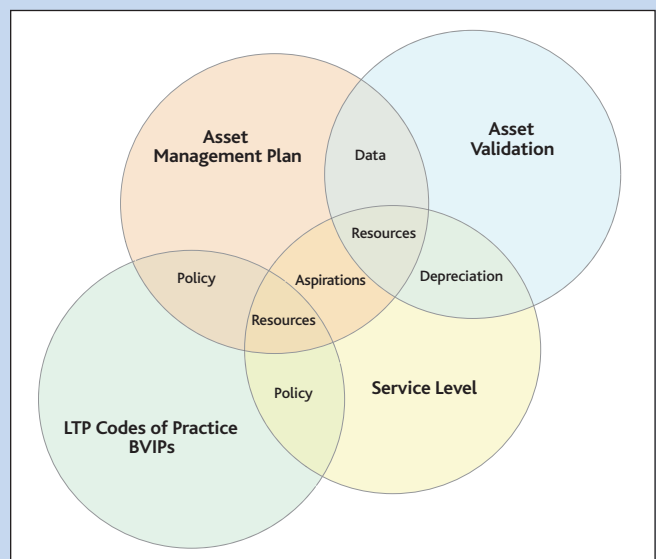 Asset
Management Plan
Asset
Validation
Data
Resources
Policy
Aspirations
Depreciation
Resources
Policy
Service Level
LTP Codes of Practice
BVIPs